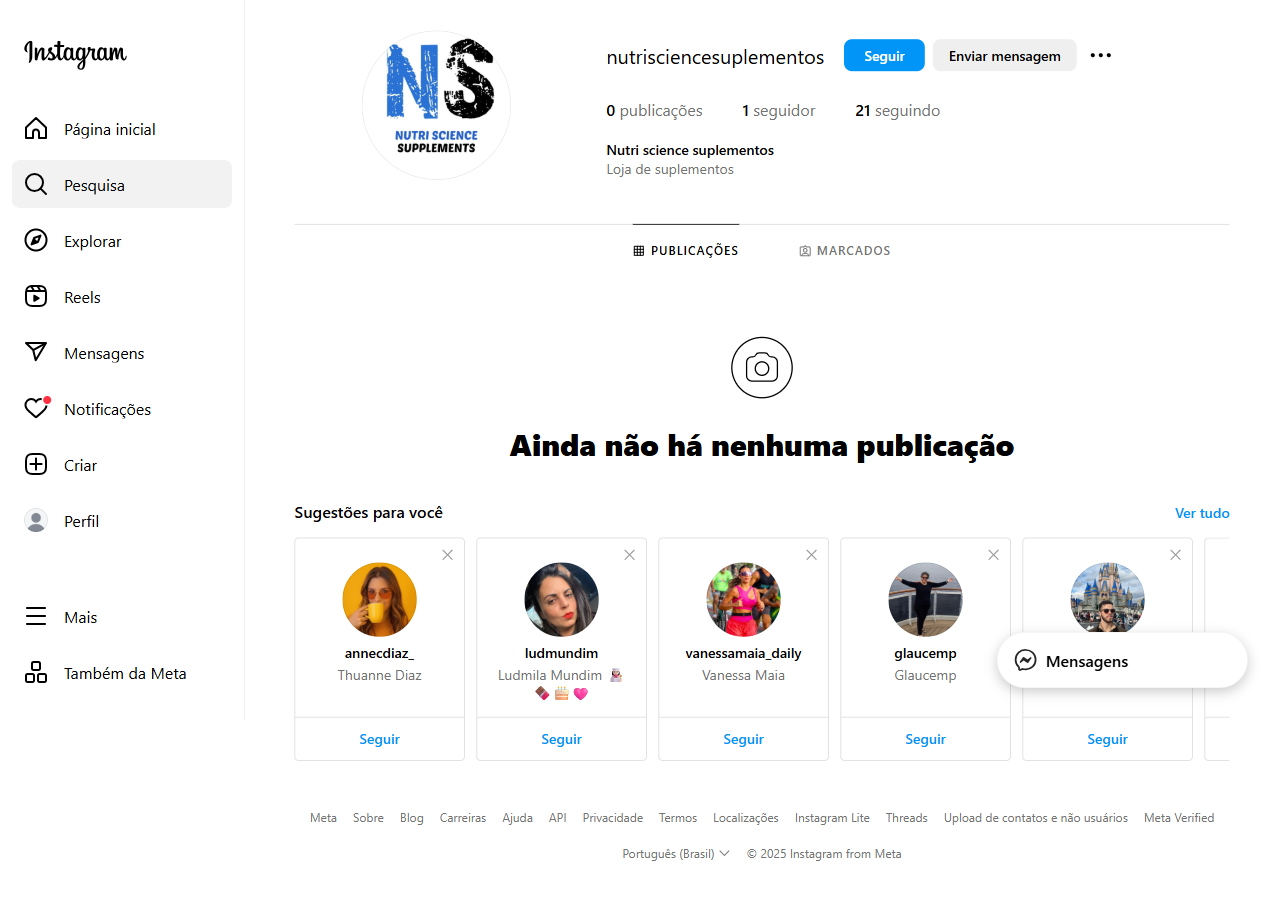 Instagram
Página inicial
Pesquisa
Explorar
Reels
Mensagens
Notificações
Criar
Perfil
Mais
Também da Meta
NS
NUTRI SCIENCE
SUPPLEMENTS
nutrisciencesuplementos Seguir Enviar mensagem
0 publicações 1 seguidor 21 seguindo
Nutri science suplementos
Loja de suplementos
PUBLICAÇÕES MARCADOS
Ainda não há nenhuma publicação
Sugestões para você Ver tudo
annecdiaz_
Thuanne Diaz
Seguir
ludmundim
Ludmila Mundim 👩🏻‍🍳
🍫 🎂 💗
Seguir
vanessamaia_daily
Vanessa Maia
Seguir
glaucemp
Glaucemp
Seguir
Mensagens
Seguir
Meta Sobre Blog Carreiras Ajuda API Privacidade Termos Localizações Instagram Lite Threads Upload de contatos e não usuários Meta Verified
Português (Brasil) © 2025 Instagram from Meta